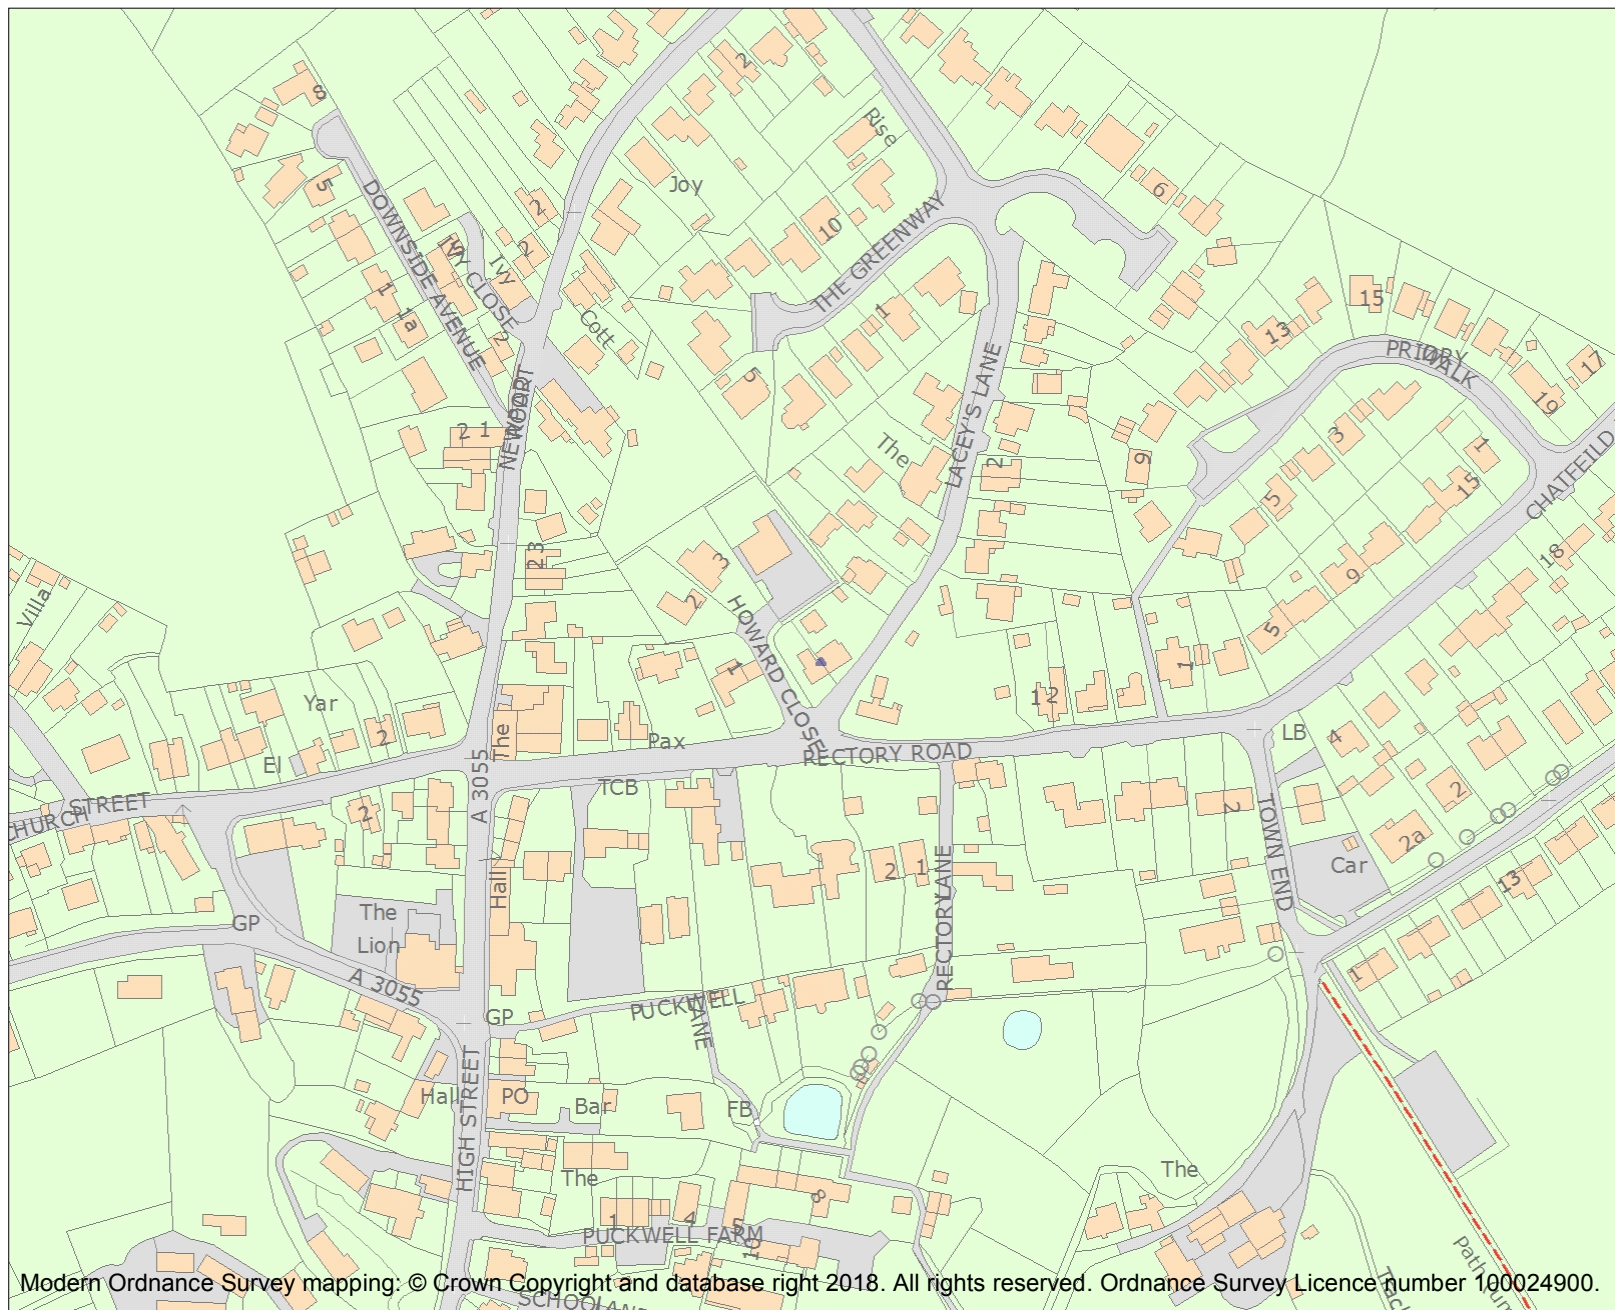 8
2
Rise
5
DOWNSIDE AVENUE
Joy
6
2
10
5
IVY CLOSE
Ivy
2
THE GREENWAY
1
1a
2
Cott
1
15
13
PRIORY WALK
17
19
5
NEWPORT ROAD
LACEY'S LANE
2 1
The
2
9
3
1
15
5
CHATFEILD
23
3
2
18
9
Villa
HOWARD CLOSE
5
1
1
1 2
Yar
The
2
Pax
El
RECTORY ROAD
LB
4
A 3055
TCB
CHURCH STREET
2
2
TOWN END
2
2a
2 1
Hall
Car
RECTORY LANE
13
The
Lion
GP
A 3055
1
PUCKWELL LANE
GP
Hall
PO
Bar
FB
HIGH STREET
The
The
8
1
4
5
PUCKWELL FARM
10
Path
Modern Ordnance Survey mapping: © Crown Copyright and database right 2018. All rights reserved. Ordnance Survey Licence number 100024900.